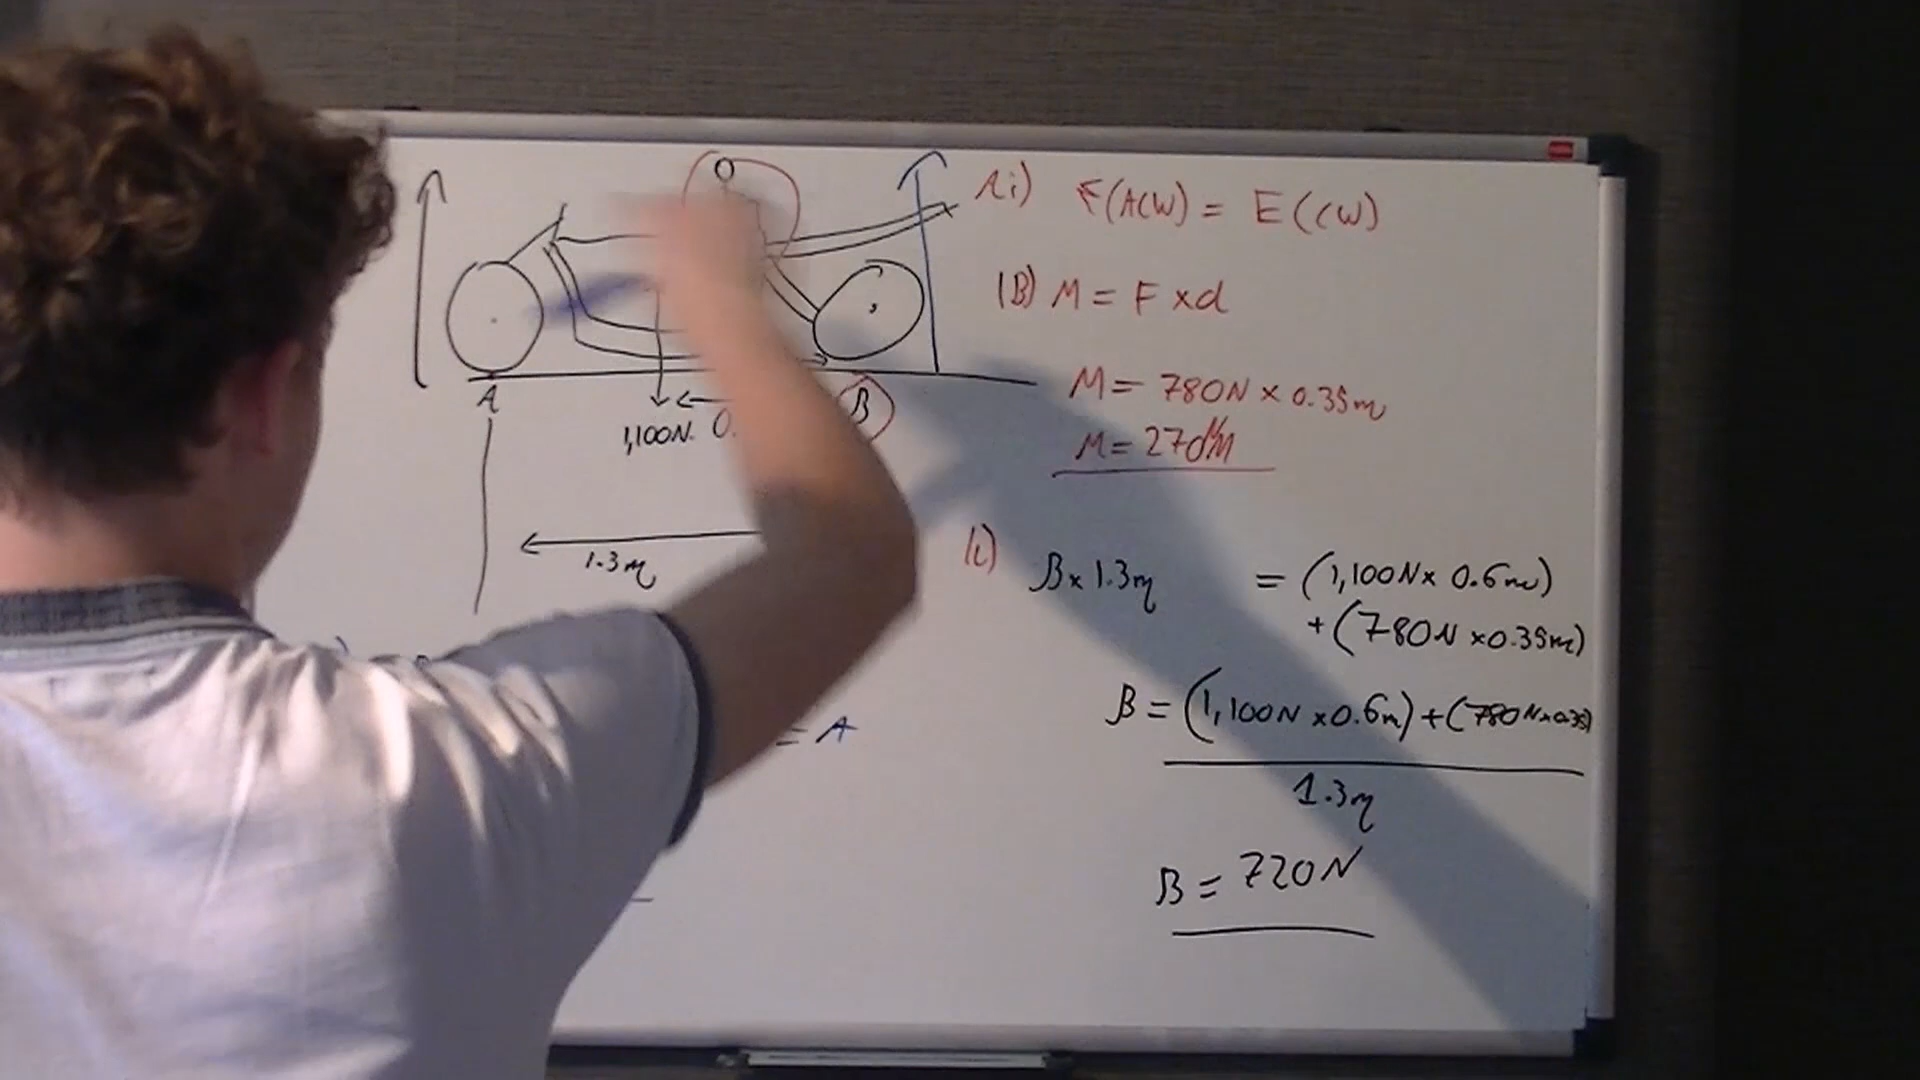 A
1,100N 0.
B
1.3m
= A
Ai) E(ACW) = E(CW)
(B) M = F x d
M = 780N x 0.35m
M = 270NM
(C) B x 1.3m = (1,100N x 0.6m)
+ (780N x 0.35m)
B = (1,100N x 0.6m) + (780N x 0.35)
1.3m
B = 720N